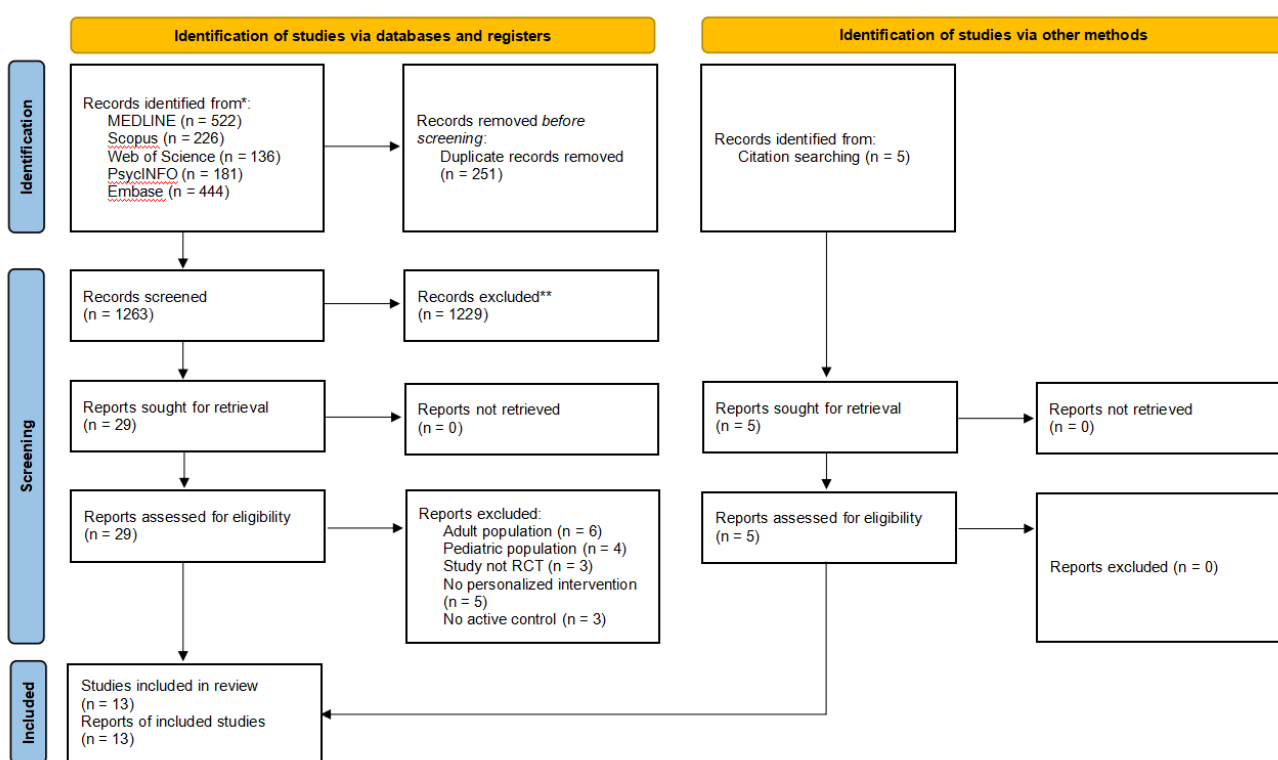 Identification of studies via databases and registers
Identification of studies via other methods
Identification
Records identified from*:
MEDLINE (n = 522)
Scopus (n = 226)
Web of Science (n = 136)
PsycINFO (n = 181)
Embase (n = 444)
Records removed before
screening:
Duplicate records removed
(n = 251)
Records identified from:
Citation searching (n = 5)
Screening
Records screened
(n = 1263)
Records excluded**
(n = 1229)
Reports sought for retrieval
(n = 29)
Reports not retrieved
(n = 0)
Reports sought for retrieval
(n = 5)
Reports not retrieved
(n = 0)
Reports assessed for eligibility
(n = 29)
Reports excluded:
Adult population (n = 6)
Pediatric population (n = 4)
Study not RCT (n = 3)
No personalized intervention
(n = 5)
No active control (n = 3)
Reports assessed for eligibility
(n = 5)
Reports excluded (n = 0)
Included
Studies included in review
(n = 13)
Reports of included studies
(n = 13)